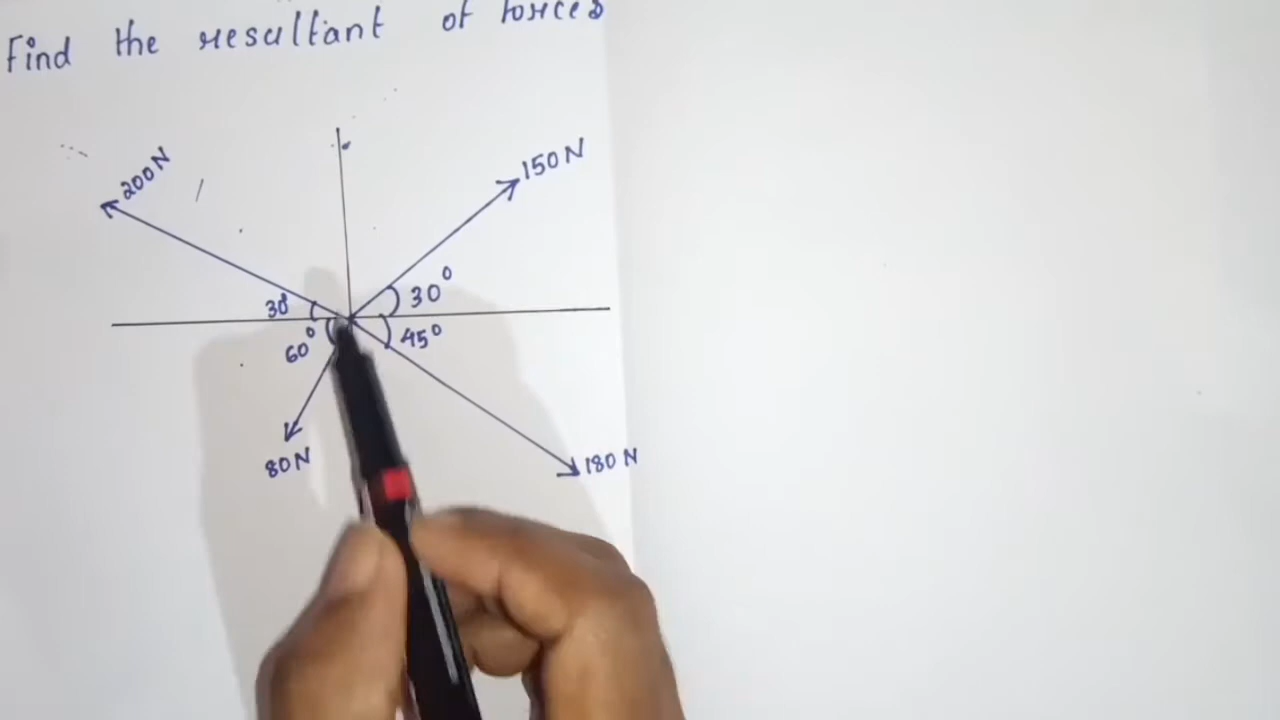 Find the resultant of forces
200N
150N
30°
30°
60°
45°
80N
180 N